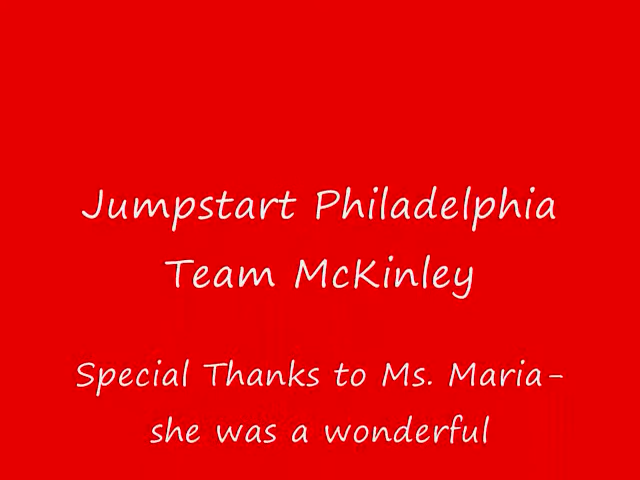 Jumpstart Philadelphia
Team McKinley
Special Thanks to Ms. Maria-
she was a wonderful